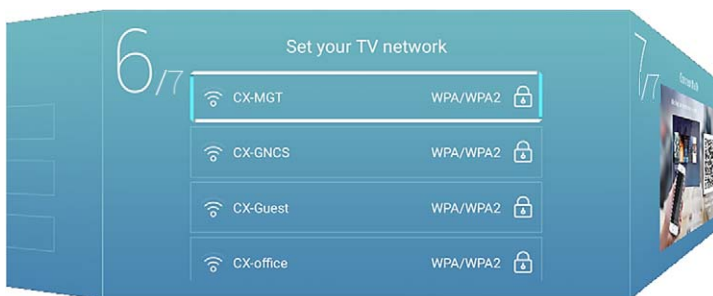 6/7
Set your TV network
CX-MGT WPA/WPA2
CX-GNCS WPA/WPA2
CX-Guest WPA/WPA2
CX-office WPA/WPA2
7/7